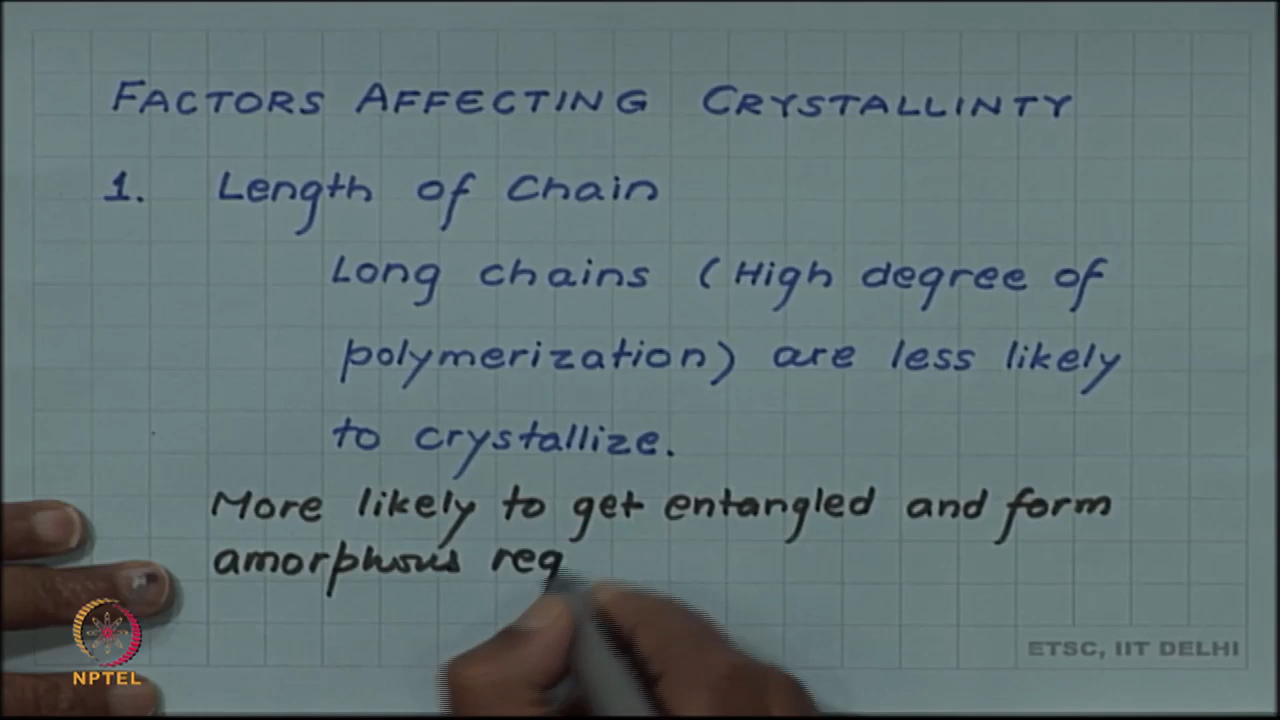 FACTORS AFFECTING CRYSTALLINTY
1. Length of Chain
Long chains (High degree of
polymerization) are less likely
to crystallize.
More likely to get entangled and form
amorphous reg
ETSC, IIT DELHI
NPTEL